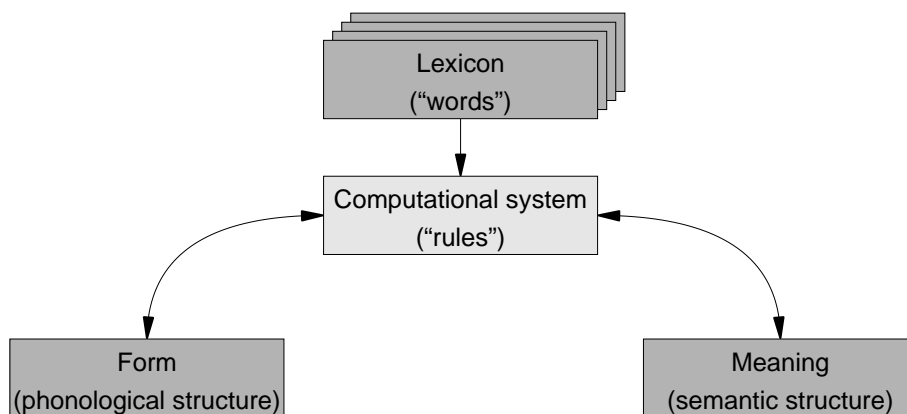 Lexicon
(“words”)
Computational system
(“rules”)
Form
(phonological structure)
Meaning
(semantic structure)